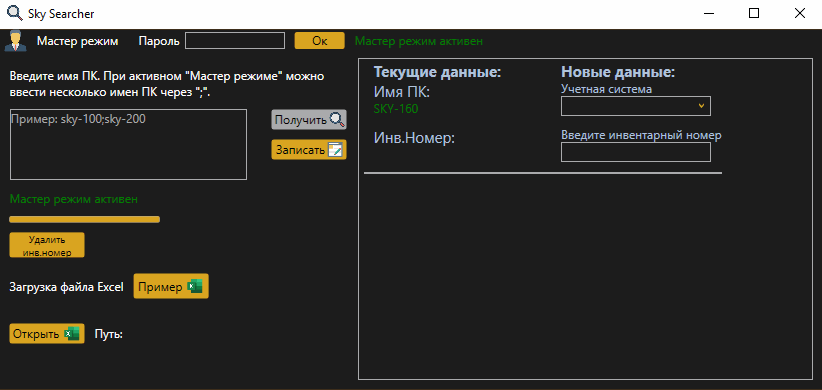 Sky Searcher
Мастер режим Пароль Ок Мастер режим активен
Введите имя ПК. При активном "Мастер режиме" можно
ввести несколько имен ПК через ";".
Пример: sky-100;sky-200
Получить
Записать
Мастер режим активен
Удалить
инв.номер
Загрузка файла Excel Пример
Открыть Путь:
Текущие данные: Новые данные:
Имя ПК: Учетная система
SKY-160
Инв.Номер: Введите инвентарный номер